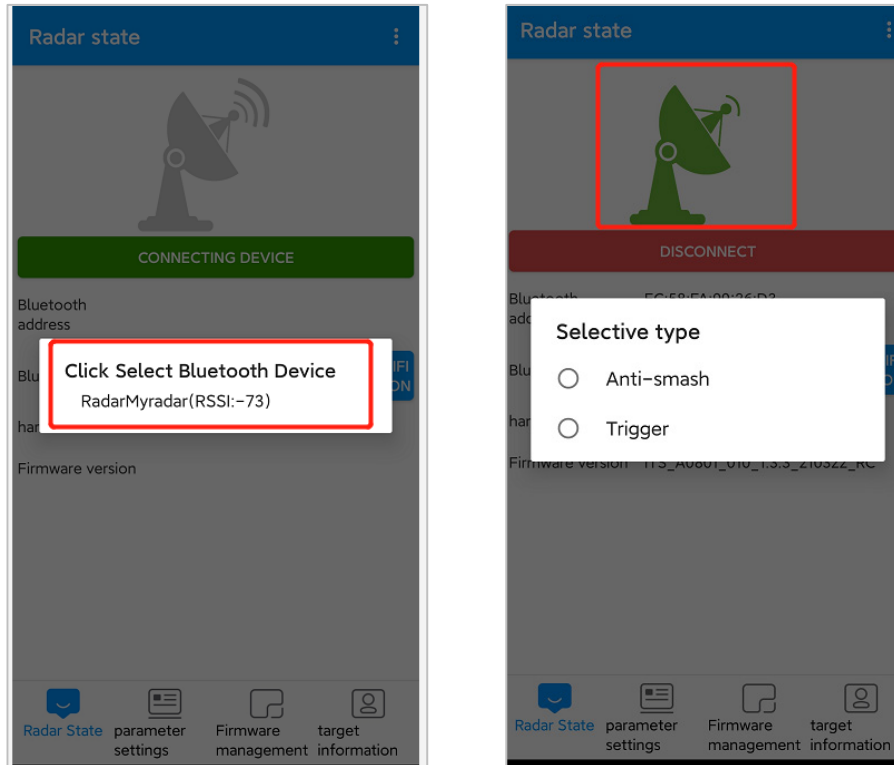 Radar state
CONNECTING DEVICE
Bluetooth
address
Click Select Bluetooth Device
RadarMyradar(RSSI:-73)
Firmware version
Radar State
parameter
settings
Firmware
management
target
information
Radar state
DISCONNECT
Selective type
Anti-smash
Trigger
Firmware version
Radar State
parameter
settings
Firmware
management
target
information